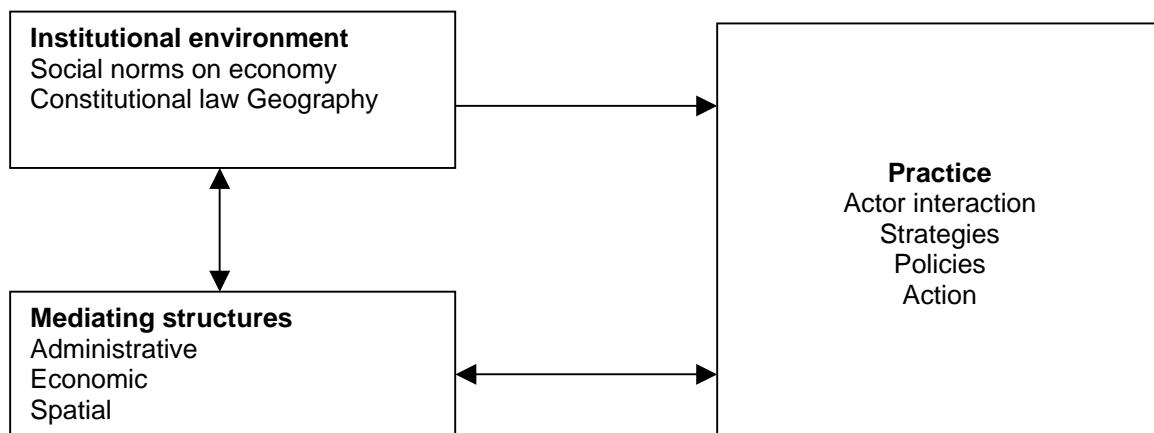 Institutional environment
Social norms on economy
Constitutional law Geography
Mediating structures
Administrative
Economic
Spatial
Practice
Actor interaction
Strategies
Policies
Action